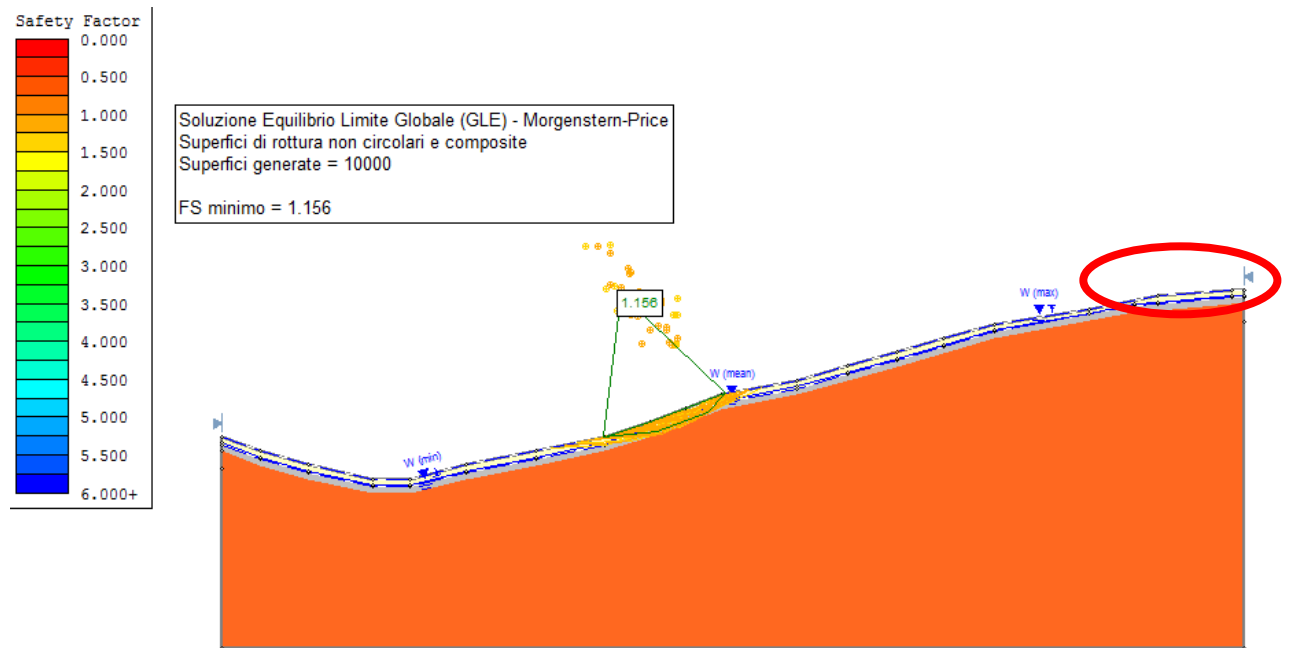 Safety Factor
0.000
0.500
1.000
1.500
2.000
2.500
3.000
3.500
4.000
4.500
5.000
5.500
6.000+
Soluzione Equilibrio Limite Globale (GLE) - Morgenstern-Price
Superfici di rottura non circolari e composite
Superfici generate = 10000
FS minimo = 1.156
1.156
W (max)
W (mean)
W (min)